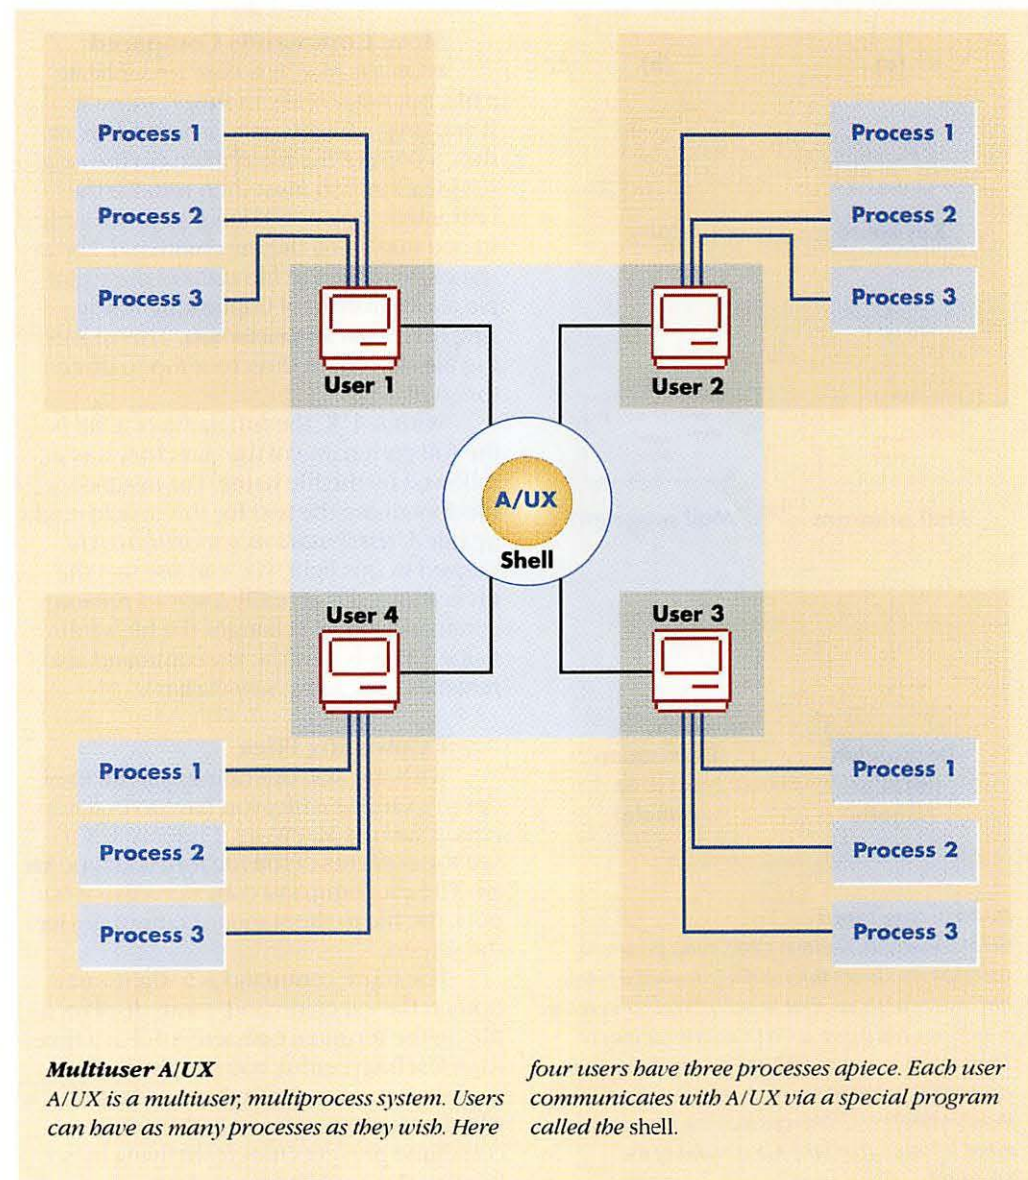 Process 1
Process 2
Process 3
User 1
Process 1
Process 2
Process 3
User 2
A/UX
Shell
User 4
Process 1
Process 2
Process 3
User 3
Process 1
Process 2
Process 3
Multiuser A/UX
A/UX is a multiuser, multiprocess system. Users
can have as many processes as they wish. Here
four users have three processes apiece. Each user
communicates with A/UX via a special program
called the shell.